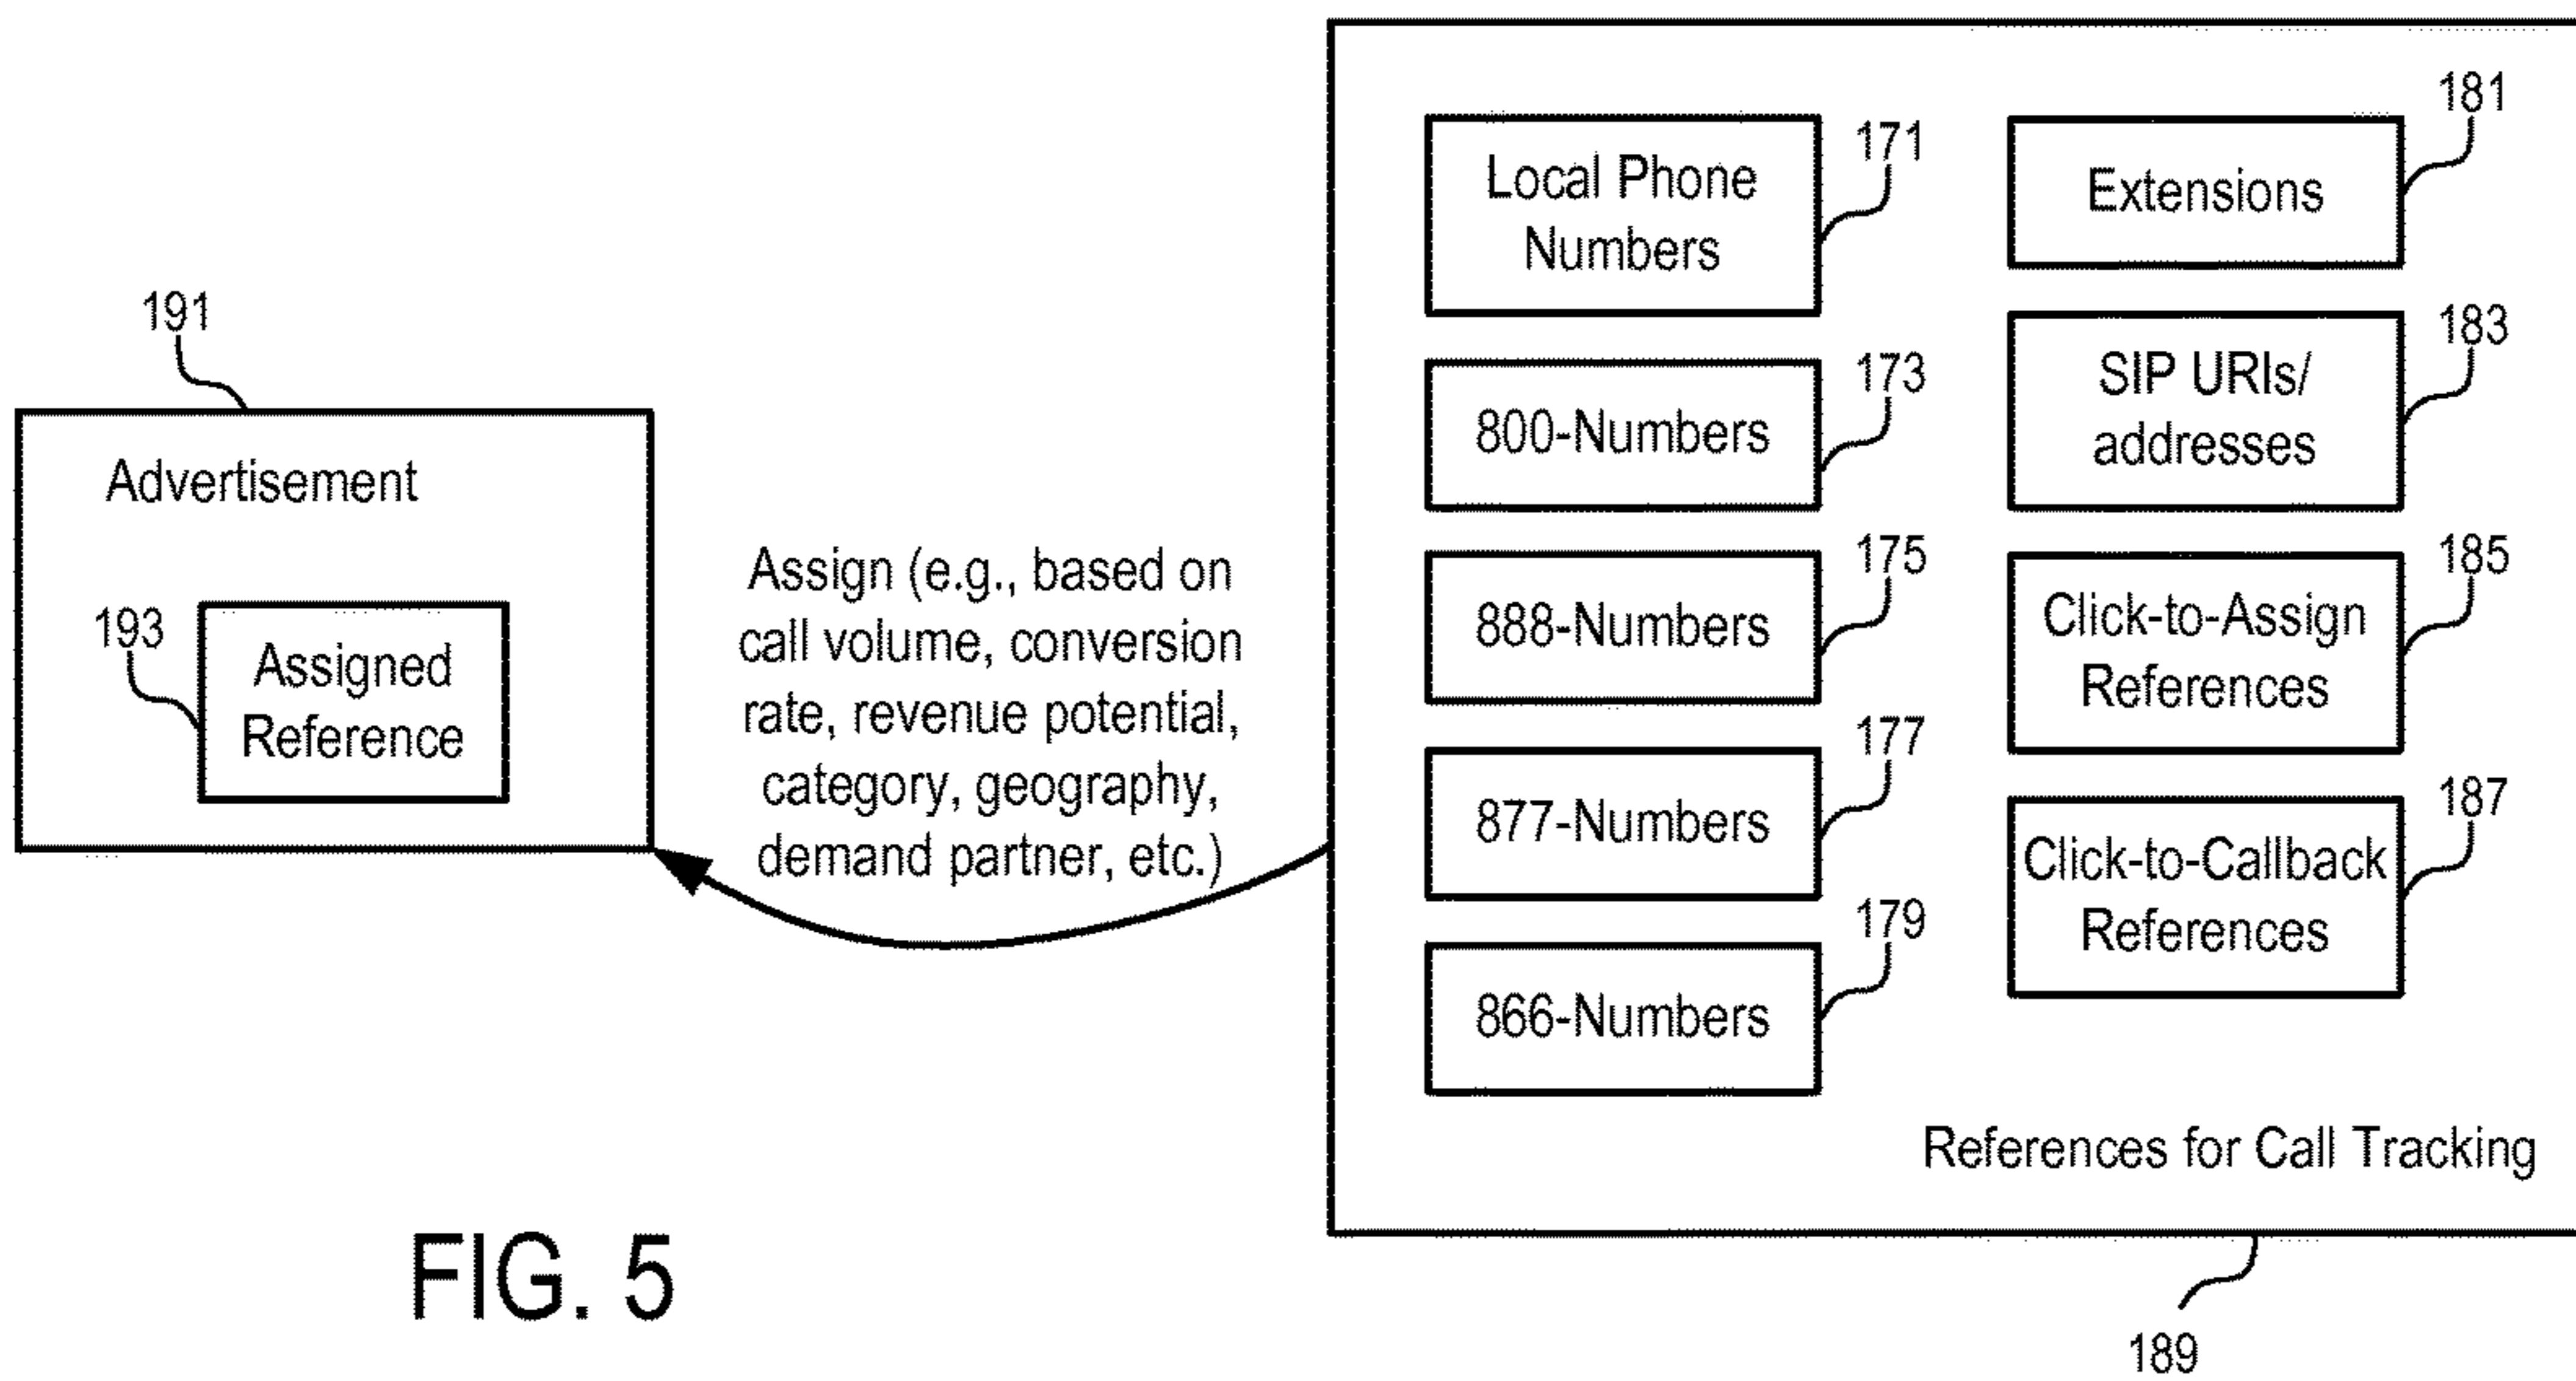 191
Advertisement
193
Assigned
Reference
Assign (e.g., based on
call volume, conversion
rate, revenue potential,
category, geography,
demand partner, etc.)
171
Local Phone
Numbers
173
800-Numbers
175
888-Numbers
177
877-Numbers
179
866-Numbers
181
Extensions
183
SIP URIs/
addresses
185
Click-to-Assign
References
187
Click-to-Callback
References
References for Call Tracking
189
FIG. 5